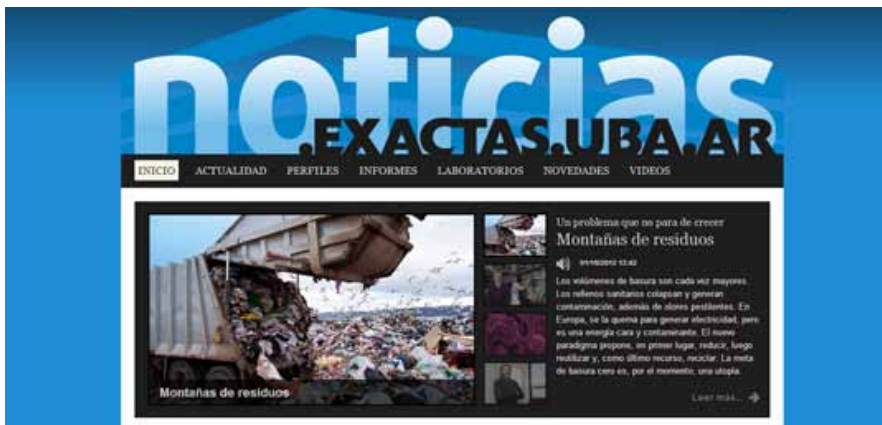 noticias
.EXACTAS.UBA.AR
INICIO ACTUALIDAD PERFILES INFORMES LABORATORIOS NOVEDADES VIDEOS
Un problema que no para de crecer
Montañas de residuos
13:42
Los volúmenes de basura son cada vez mayores.
Los rellenos sanitarios colapsan y generan
contaminación, además de olores pestilentes. En
Europa, se la quema para generar electricidad, pero
es una energía cara y contaminante. El nuevo
paradigma propone, en primer lugar, reducir, luego
reutilizar y, como último recurso, reciclar. La meta
de basura cero es, por el momento, una utopía.
Leer más...
Montañas de residuos